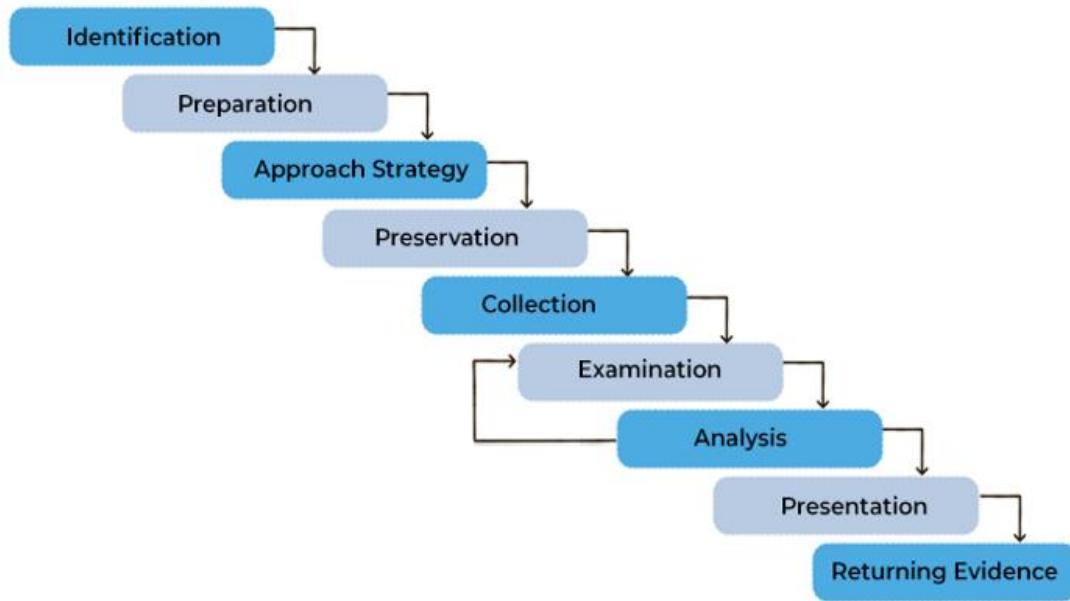 Identification
Preparation
Approach Strategy
Preservation
Collection
Examination
Analysis
Presentation
Returning Evidence